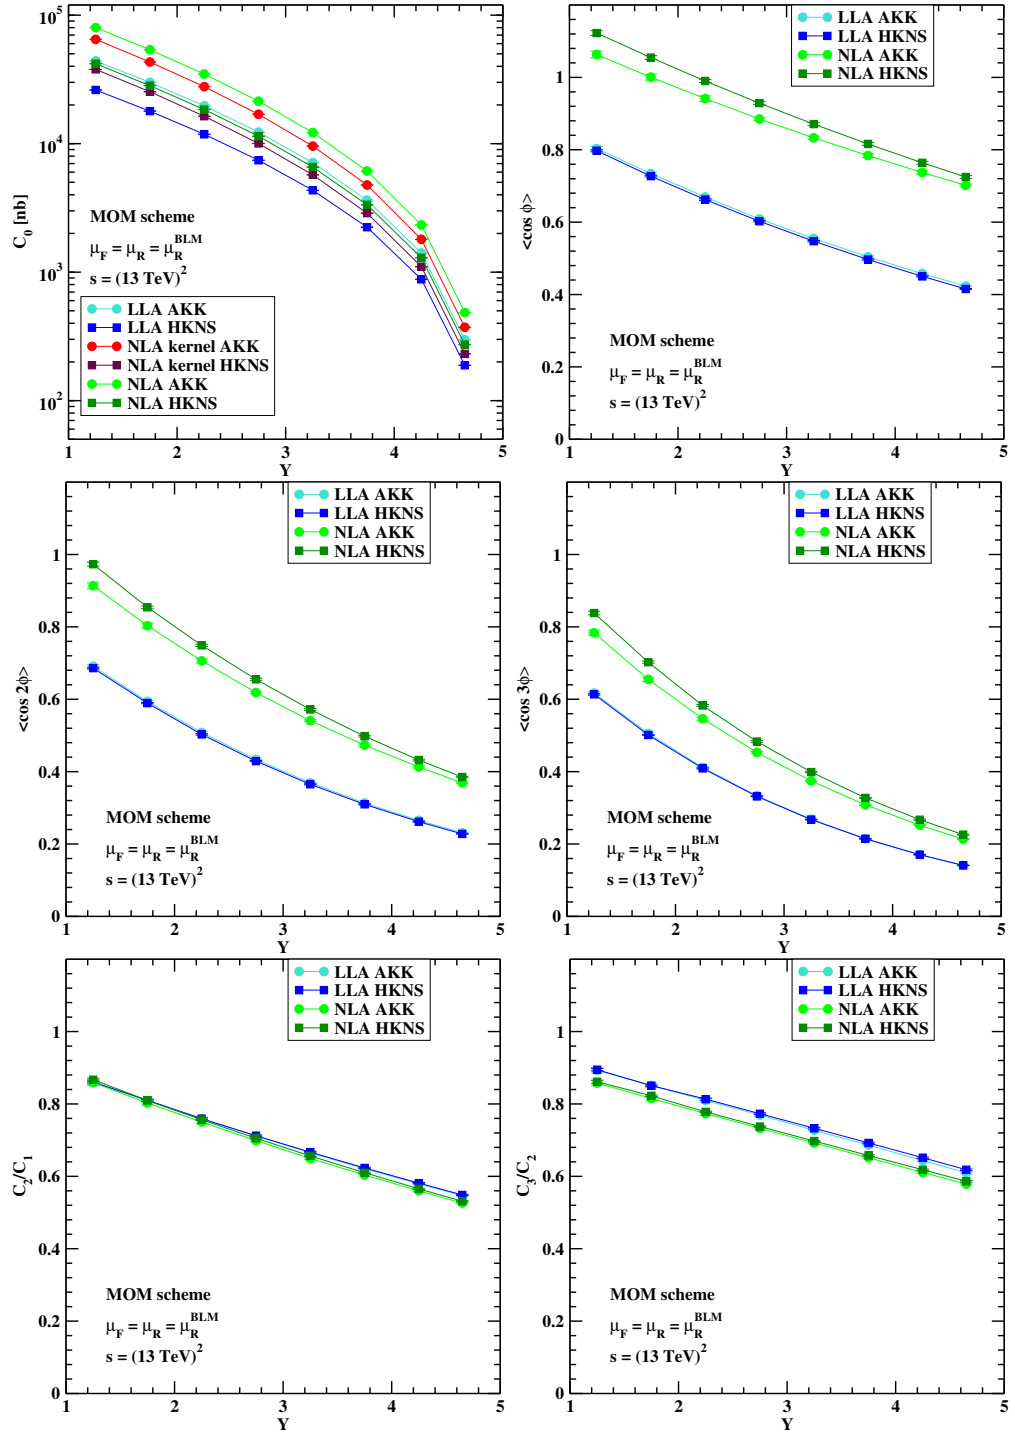 10^5
10^4
10^3
10^2
C_0 [nb]
MOM scheme
μ_F = μ_R = μ_R^BLM
s = (13 TeV)^2
LLA AKK
LLA HKNS
NLA kernel AKK
NLA kernel HKNS
NLA AKK
NLA HKNS
1 2 3 4 5
Y
LLA AKK
LLA HKNS
NLA AKK
NLA HKNS
1
0.8
0.6
0.4
0.2
0
<cos ϕ>
MOM scheme
μ_F = μ_R = μ_R^BLM
s = (13 TeV)^2
1 2 3 4 5
Y
LLA AKK
LLA HKNS
NLA AKK
NLA HKNS
1
0.8
0.6
0.4
0.2
0
<cos 2ϕ>
MOM scheme
μ_F = μ_R = μ_R^BLM
s = (13 TeV)^2
1 2 3 4 5
Y
LLA AKK
LLA HKNS
NLA AKK
NLA HKNS
1
0.8
0.6
0.4
0.2
0
<cos 3ϕ>
MOM scheme
μ_F = μ_R = μ_R^BLM
s = (13 TeV)^2
1 2 3 4 5
Y
LLA AKK
LLA HKNS
NLA AKK
NLA HKNS
1
0.8
0.6
0.4
0.2
0
C_2/C_1
MOM scheme
μ_F = μ_R = μ_R^BLM
s = (13 TeV)^2
1 2 3 4 5
Y
LLA AKK
LLA HKNS
NLA AKK
NLA HKNS
1
0.8
0.6
0.4
0.2
0
C_3/C_2
MOM scheme
μ_F = μ_R = μ_R^BLM
s = (13 TeV)^2
1 2 3 4 5
Y